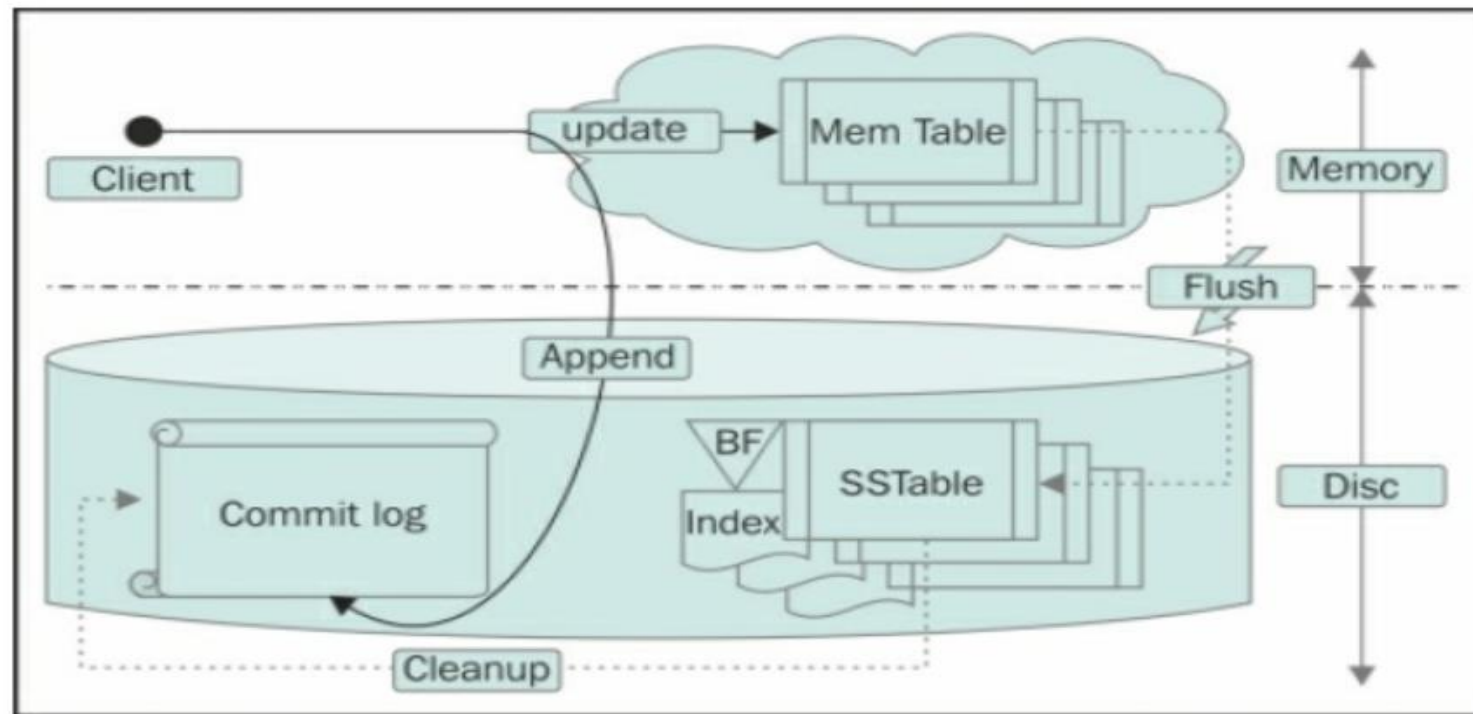 update
Mem Table
Client
Memory
Flush
Append
BF
SSTable
Index
Commit log
Disc
Cleanup